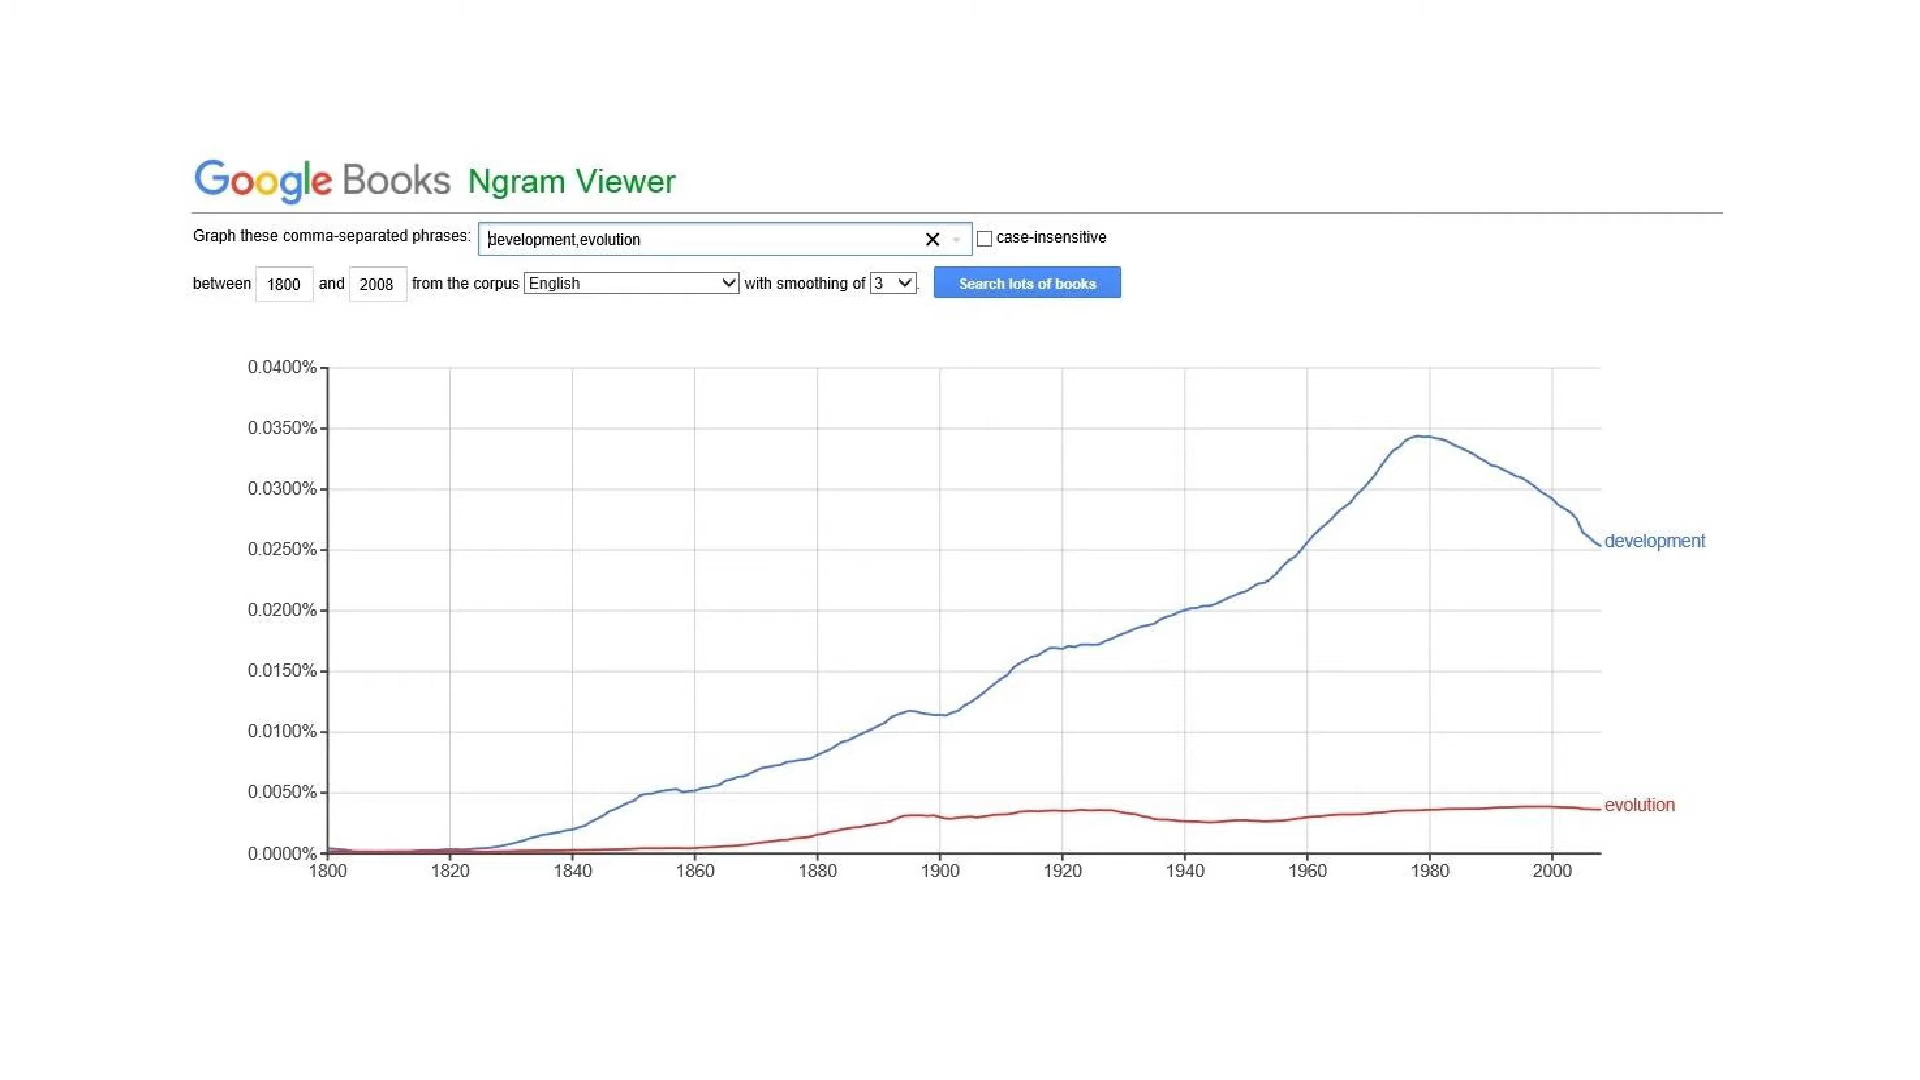 Google Books Ngram Viewer
Graph these comma-separated phrases: development,evolution case-insensitive
between 1800 and 2008 from the corpus English with smoothing of 3. Search lots of books
0.0400%
0.0350%
0.0300%
0.0250%
development
0.0200%
0.0150%
0.0100%
0.0050%
evolution
0.0000%
1800 1820 1840 1860 1880 1900 1920 1940 1960 1980 2000